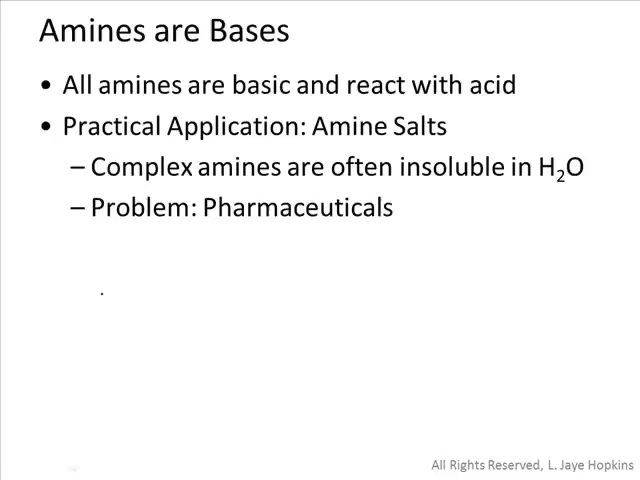 Amines are Bases
• All amines are basic and react with acid
• Practical Application: Amine Salts
– Complex amines are often insoluble in H₂O
– Problem: Pharmaceuticals
All Rights Reserved, L. Jaye Hopkins